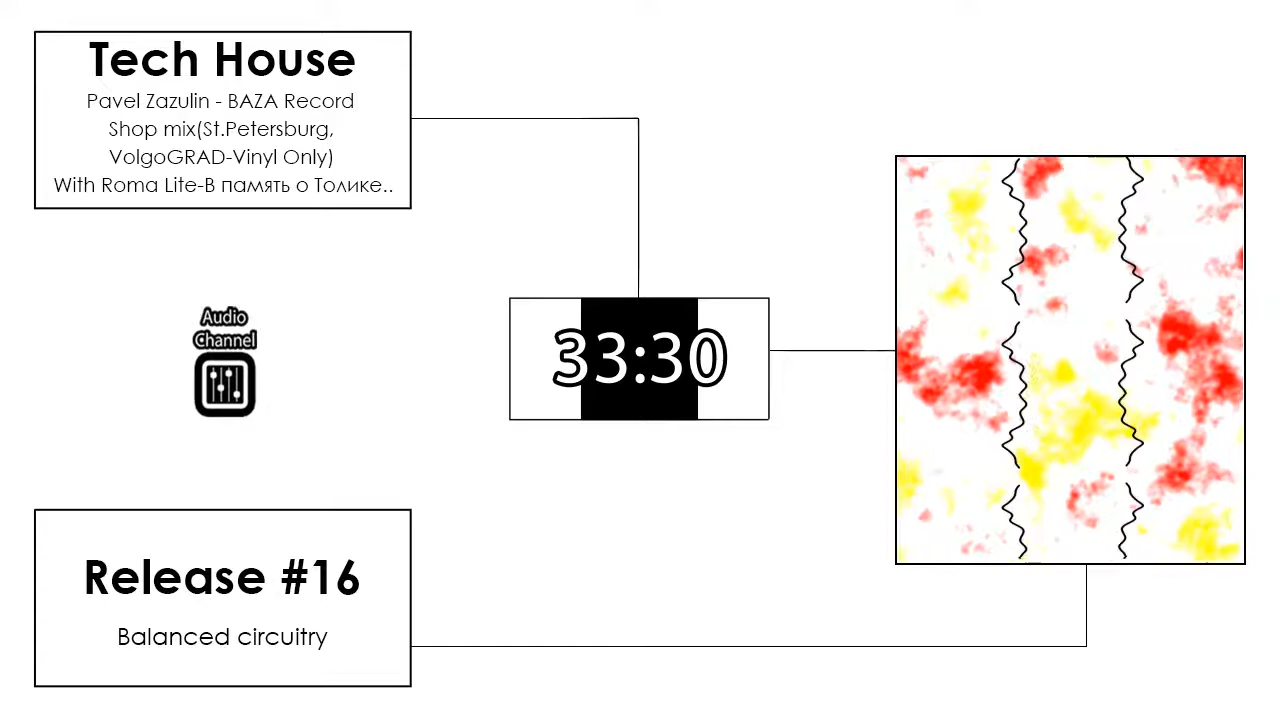 Tech House
Pavel Zazulin - BAZA Record
Shop mix(St.Petersburg,
VolgoGRAD-Vinyl Only)
With Roma Lite-В память о Толике..
Audio
Channel
33:30
Release #16
Balanced circuitry